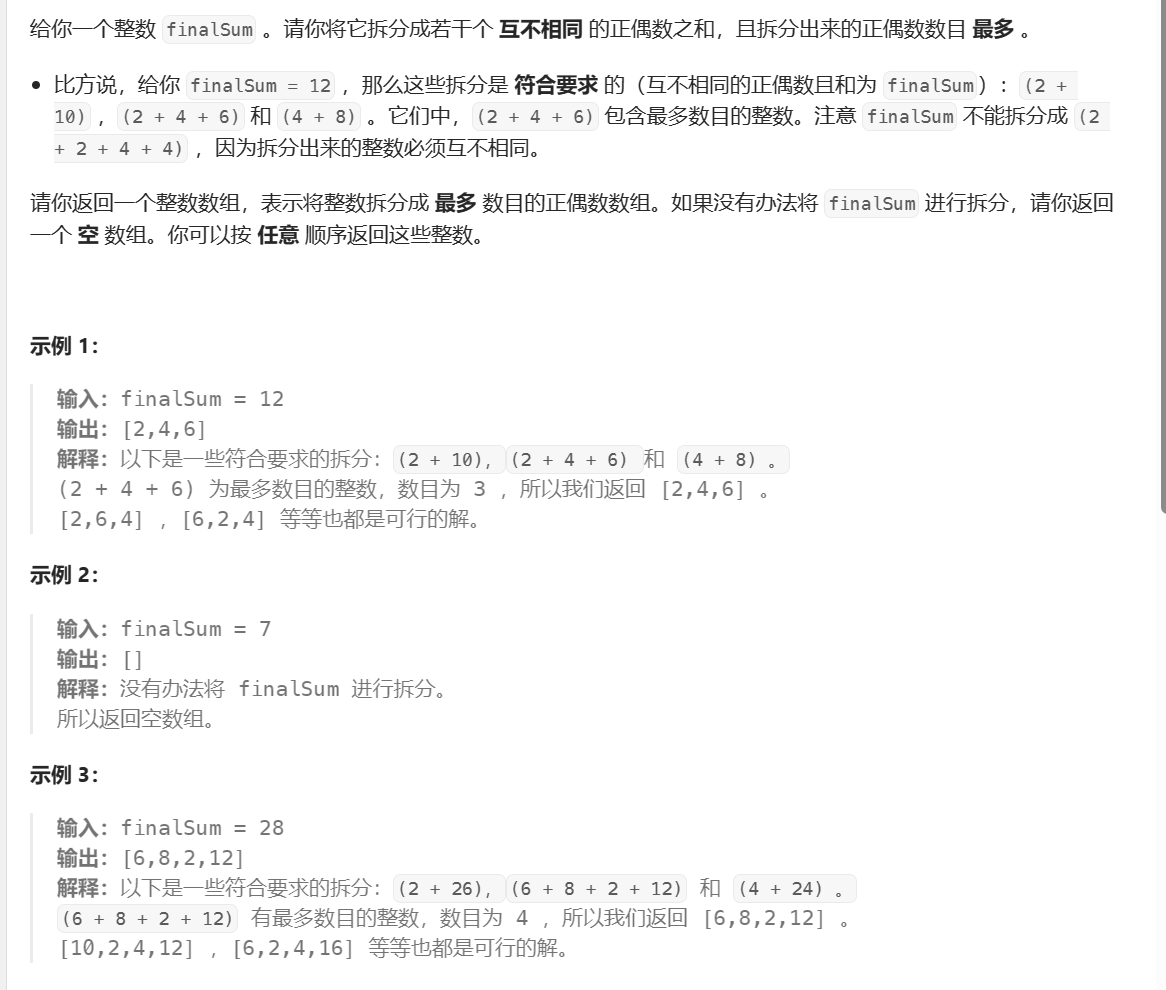 给你一个整数 finalSum 。请你将它拆分成若干个 互不相同 的正偶数之和，且拆分出来的正偶数数目 最多 。
• 比方说，给你 finalSum = 12 ，那么这些拆分是 符合要求 的（互不相同的正偶数且和为 finalSum）：(2 +
10) ，(2 + 4 + 6) 和 (4 + 8) 。它们中，(2 + 4 + 6) 包含最多数目的整数。注意 finalSum 不能拆分成 (2
+ 2 + 4 + 4) ，因为拆分出来的整数必须互不相同。
请你返回一个整数数组，表示将整数拆分成 最多 数目的正偶数数组。如果没有办法将 finalSum 进行拆分，请你返回
一个 空 数组。你可以按 任意 顺序返回这些整数。
示例 1：
输入：finalSum = 12
输出：[2,4,6]
解释：以下是一些符合要求的拆分：(2 + 10)，(2 + 4 + 6) 和 (4 + 8) 。
(2 + 4 + 6) 为最多数目的整数，数目为 3 ，所以我们返回 [2,4,6] 。
[2,6,4] ，[6,2,4] 等等也都是可行的解。
示例 2：
输入：finalSum = 7
输出：[]
解释：没有办法将 finalSum 进行拆分。
所以返回空数组。
示例 3：
输入：finalSum = 28
输出：[6,8,2,12]
解释：以下是一些符合要求的拆分：(2 + 26)，(6 + 8 + 2 + 12) 和 (4 + 24) 。
(6 + 8 + 2 + 12) 有最多数目的整数，数目为 4 ，所以我们返回 [6,8,2,12] 。
[10,2,4,12] ，[6,2,4,16] 等等也都是可行的解。